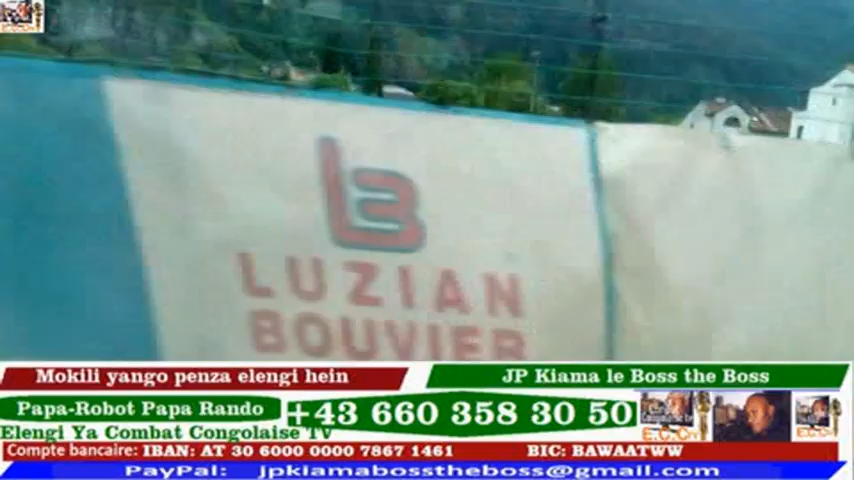 LB
LUZIAN
BOUVIER
Mokili yango penza elengi hein
JP Kiama le Boss the Boss
Papa-Robot Papa Rando
+43 660 358 30 50
Elengi Ya Combat Congolaise TV
E.C.C.TV
Compte bancaire: IBAN: AT 30 6000 0000 7867 1461
BIC: BAWAATWW
PayPal: jpkiamabosstheboss@gmail.com